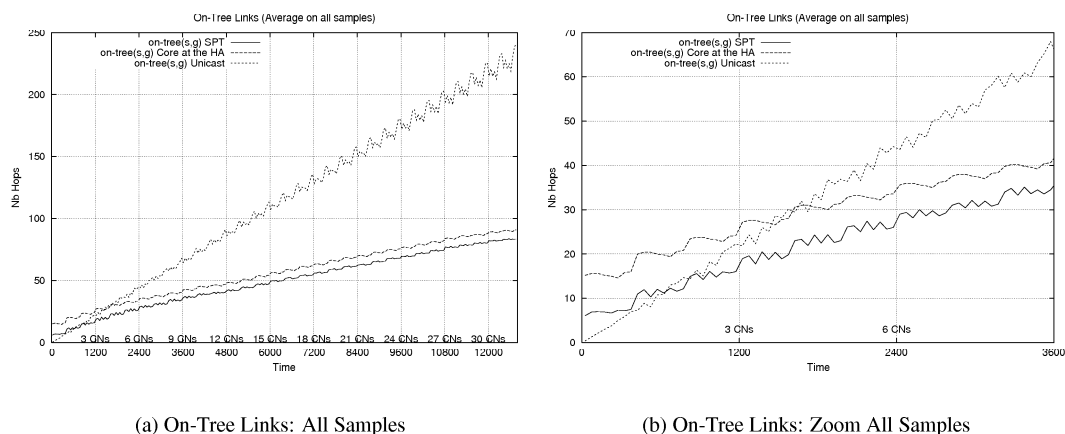 On-Tree Links (Average on all samples)
250
200
150
100
50
0
Nb Hops
on-tree(s,g) SPT
on-tree(s,g) Core at the HA
on-tree(s,g) Unicast
3 CNs 6 CNs 9 CNs 12 CNs 15 CNs 18 CNs 21 CNs 24 CNs 27 CNs 30 CNs
0 1200 2400 3600 4800 6000 7200 8400 9600 10800 12000
Time
(a) On-Tree Links: All Samples
On-Tree Links (Average on all samples)
70
60
50
40
30
20
10
0
Nb Hops
on-tree(s,g) SPT
on-tree(s,g) Core at the HA
on-tree(s,g) Unicast
3 CNs 6 CNs
0 1200 2400 3600
Time
(b) On-Tree Links: Zoom All Samples